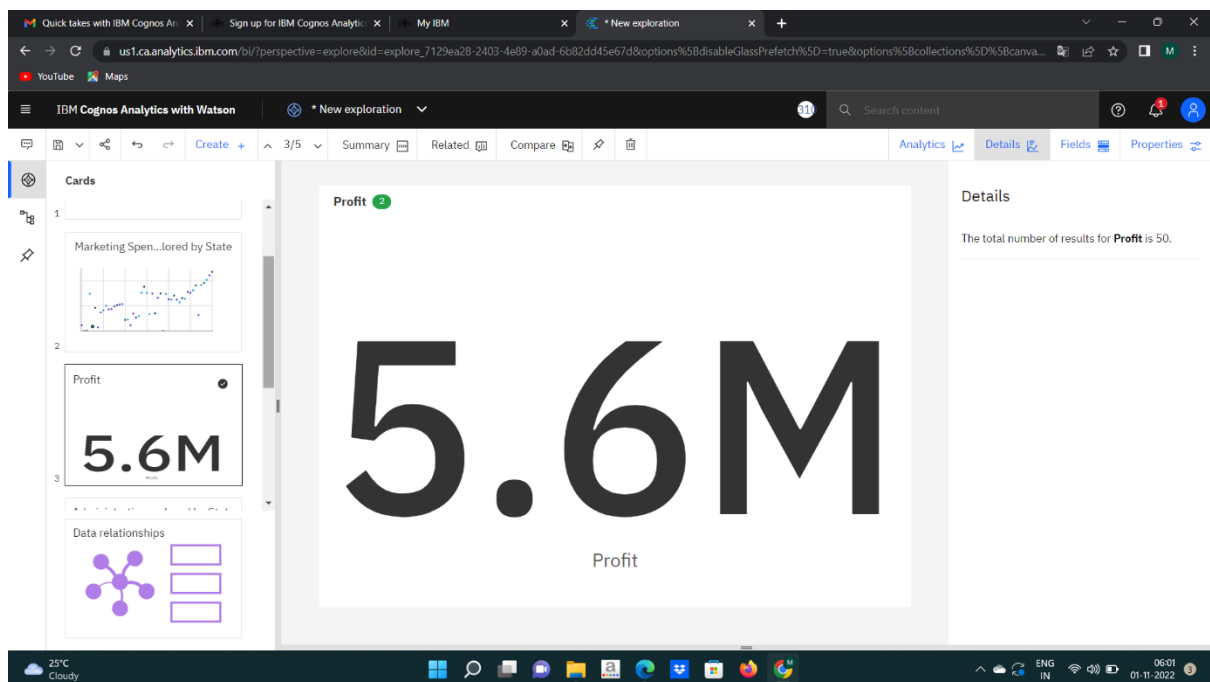 Quick takes with IBM Cognos An
Sign up for IBM Cognos Analytic
My IBM
* New exploration
us1.ca.analytics.ibm.com/bi/?perspective=explore&id=explore_7129ea28-2403-4e89-a0ad-6b82dd45e67d&options%5BdisableGlassPrefetch%5D=true&options%5Bcollections%5D%5Bcanva...
M
YouTube
Maps
IBM Cognos Analytics with Watson
* New exploration
Search content
Create +
3/5
Summary
Related
Compare
Analytics
Details
Fields
Properties
Cards
1
Marketing Spen...lored by State
2
Profit
5.6M
Profit
3
Data relationships
Profit 2
5.6M
Profit
Details
The total number of results for Profit is 50.
25°C
Cloudy
ENG
IN
06:01
01-11-2022
3